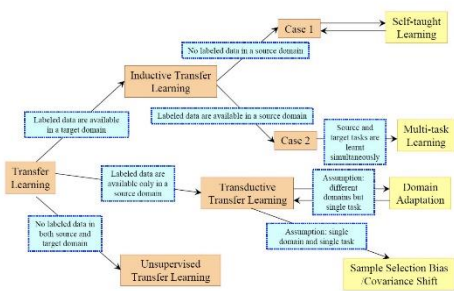 Case 1
Self-taught
Learning
No labeled data in a source domain
Inductive Transfer
Learning
Labeled data are available
in a target domain
Labeled data are available in a source domain
Case 2
Source and
target tasks are
learnt
simultaneously
Multi-task
Learning
Transfer
Learning
Labeled data are
available only in a
source domain
Transductive
Transfer Learning
Assumption:
different
domains but
single task
Domain
Adaptation
No labeled data in
both source and
target domain
Assumption: single
domain and single task
Unsupervised
Transfer Learning
Sample Selection Bias
/Covariance Shift